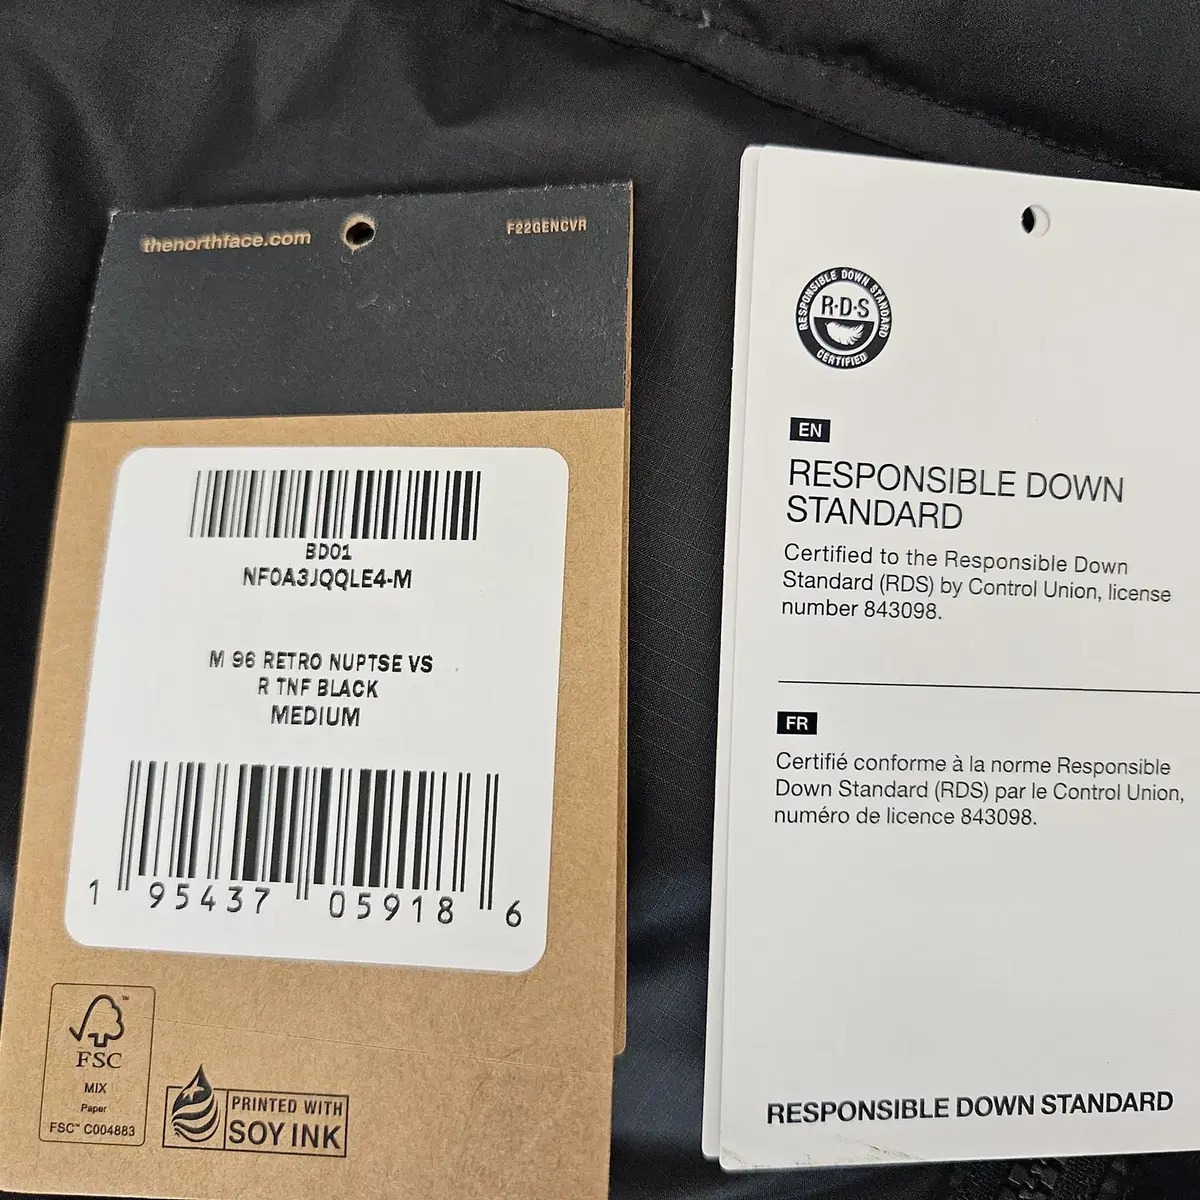 thenorthface.com
F22GENCVR
BD01
NF0A3JQQLE4-M
M 96 RETRO NUPTSE VS
R TNF BLACK
MEDIUM
1 95437 05918 6
FSC
MIX
Paper
FSC™ C004883
PRINTED WITH
SOY INK
RESPONSIBLE DOWN STANDARD
R·D·S
CERTIFIED
EN
RESPONSIBLE DOWN
STANDARD
Certified to the Responsible Down
Standard (RDS) by Control Union, license
number 843098.
FR
Certifié conforme à la norme Responsible
Down Standard (RDS) par le Control Union,
numéro de licence 843098.
RESPONSIBLE DOWN STANDARD